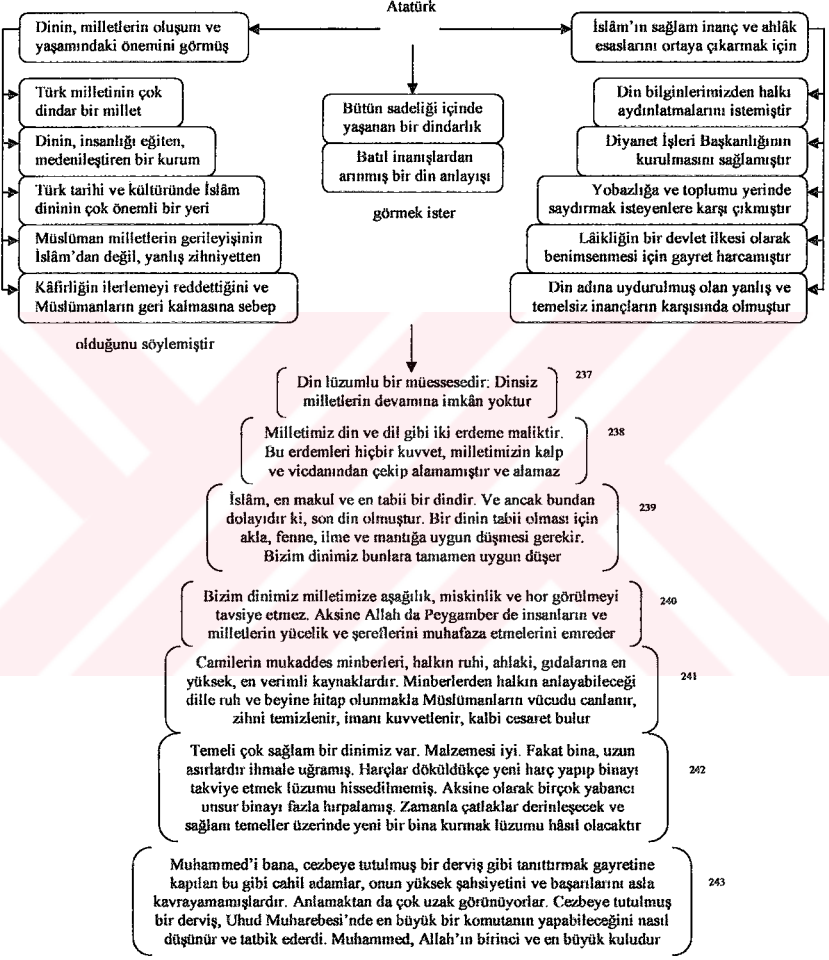 Atatürk
Dinin, milletlerin oluşum ve
yaşamındaki önemini görmüş
Türk milletinin çok
dindar bir millet
Dinin, insanlığı eğiten,
medenileştiren bir kurum
Türk tarihi ve kültüründe İslâm
dininin çok önemli bir yeri
Müslüman milletlerin gerileyişinin
İslâm'dan değil, yanlış zihniyetten
Kâfirliğin ilerlemeyi reddettiğini ve
Müslümanların geri kalmasına sebep
olduğunu söylemiştir
Bütün sadeliği içinde
yaşanan bir dindarlık
Batıl inanışlardan
arınmış bir din anlayışı
görmek ister
İslâm'ın sağlam inanç ve ahlâk
esaslarını ortaya çıkarmak için
Din bilginlerimizden halkı
aydınlatmalarını istemiştir
Diyanet İşleri Başkanlığının
kurulmasını sağlamıştır
Yobazlığa ve toplumu yerinde
saydırmak isteyenlere karşı çıkmıştır
Lâikliğin bir devlet ilkesi olarak
benimsenmesi için gayret harcamıştır
Din adına uydurulmuş olan yanlış ve
temelsiz inançların karşısında olmuştur
Din lüzumlu bir müessesedir. Dinsiz 237
milletlerin devamına imkân yoktur
Milletimiz din ve dil gibi iki erdeme maliktir. 238
Bu erdemleri hiçbir kuvvet, milletimizin kalp
ve vicdanından çekip alamamıştır ve alamaz
İslâm, en makul ve en tabii bir dindir. Ve ancak bundan
dolayıdır ki, son din olmuştur. Bir dinin tabii olması için 239
akla, fenne, ilme ve mantığa uygun düşmesi gerekir.
Bizim dinimiz bunlara tamamen uygun düşer
Bizim dinimiz milletimize aşağılık, miskinlik ve hor görülmeyi 240
tavsiye etmez. Aksine Allah da Peygamber de insanların ve
milletlerin yücelik ve şereflerini muhafaza etmelerini emreder
Camilerin mukaddes minberleri, halkın ruhi, ahlaki, gıdalarına en
yüksek, en verimli kaynaklardır. Minberlerden halkın anlayabileceği 241
dille ruh ve beyine hitap olunmakla Müslümanların vücudu canlanır,
zihni temizlenir, imanı kuvvetlenir, kalbi cesaret bulur
Temeli çok sağlam bir dinimiz var. Malzemesi iyi. Fakat bina, uzun
asırlardır ihmale uğramış. Harçlar döküldükçe yeni harç yapıp binayı 242
takviye etmek lüzumu hissedilmemiş. Aksine olarak birçok yabancı
unsur binayı fazla hırpalamış. Zamanla çatlaklar derinleşecek ve
sağlam temeller üzerinde yeni bir bina kurmak lüzumu hâsıl olacaktır
Muhammed'i bana, cezbeye tutulmuş bir derviş gibi tanıttırmak gayretine
kapılan bu gibi cahil adamlar, onun yüksek şahsiyetini ve başarılarını asla 243
kavrayamamışlardır. Anlamaktan da çok uzak görünüyorlar. Cezbeye tutulmuş
bir derviş, Uhud Muharebesi'nde en büyük bir komutanın yapabileceğini nasıl
düşünür ve tatbik ederdi. Muhammed, Allah'ın birinci ve en büyük kuludur